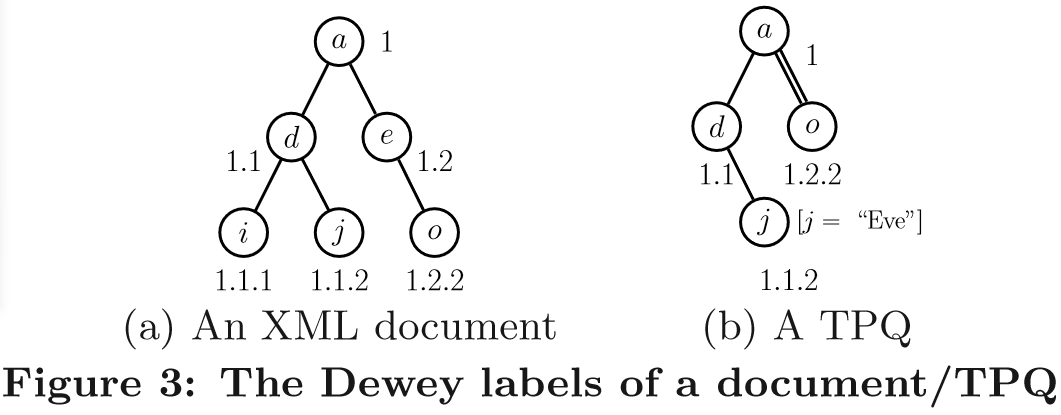 a 1
a
1
d e
d o
1.1 1.2
1.1 1.2.2
i j o
j [j = “Eve”]
1.1.1 1.1.2 1.2.2
1.1.2
(a) An XML document
(b) A TPQ
Figure 3: The Dewey labels of a document/TPQ